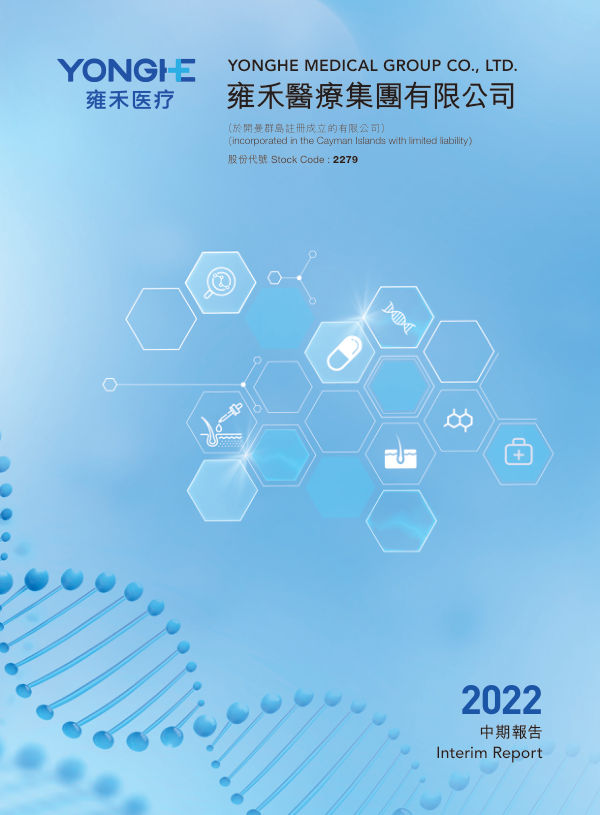 YONGHE
雍禾医疗
YONGHE MEDICAL GROUP CO., LTD.
雍禾醫療集團有限公司
(於開曼群島註冊成立的有限公司)
(incorporated in the Cayman Islands with limited liability)
股份代號 Stock Code : 2279
2022
中期報告
Interim Report